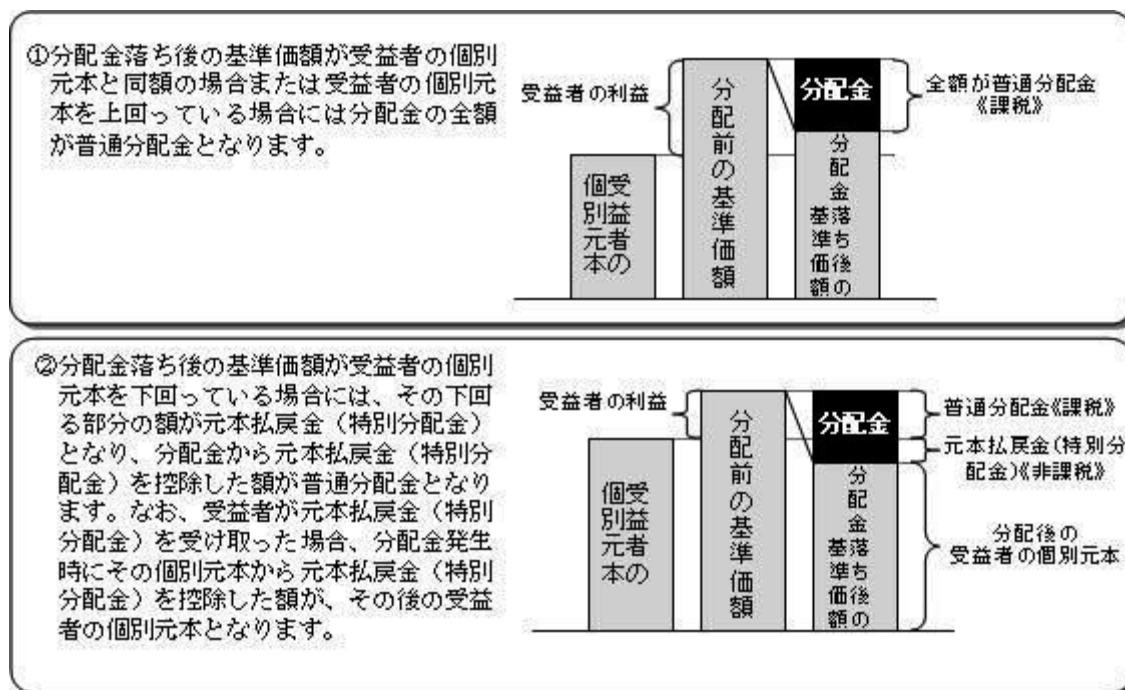 ①分配金落ち後の基準価額が受益者の個別
元本と同額の場合または受益者の個別元
本を上回っている場合には分配金の全額
が普通分配金となります。
受益者の利益
受益者の
個別元本
分配前の基準価額
分配金
分配金落ち後の
基準価額
全額が普通分配金
《課税》
②分配金落ち後の基準価額が受益者の個別
元本を下回っている場合には、その下回
る部分の額が元本払戻金（特別分配金）
となり、分配金から元本払戻金（特別分
配金）を控除した額が普通分配金となり
ます。なお、受益者が元本払戻金（特別
分配金）を受け取った場合、分配金発生
時にその個別元本から元本払戻金（特別
分配金）を控除した額が、その後の受益
者の個別元本となります。
受益者の利益
受益者の
個別元本
分配前の基準価額
分配金
分配金落ち後の
基準価額
普通分配金《課税》
元本払戻金（特別分
配金）《非課税》
分配後の
受益者の個別元本